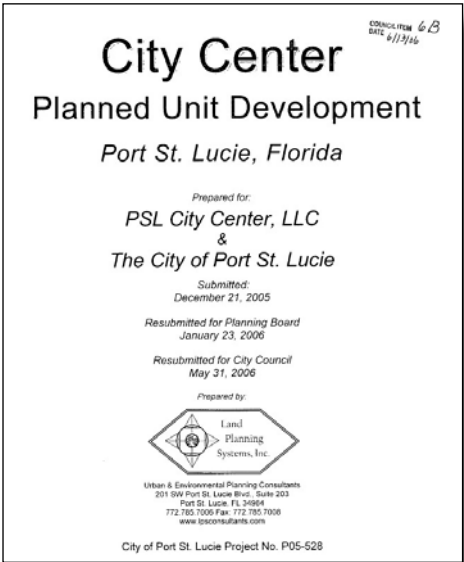 COUNCIL ITEM 6B
DATE 6/13/06
City Center
Planned Unit Development
Port St. Lucie, Florida
Prepared for:
PSL City Center, LLC
&
The City of Port St. Lucie
Submitted:
December 21, 2005
Resubmitted for Planning Board
January 23, 2006
Resubmitted for City Council
May 31, 2006
Prepared by:
Land
Planning
Systems, Inc.
Urban & Environmental Planning Consultants
201 SW Port St. Lucie Blvd., Suite 203
Port St. Lucie, FL 34984
772.785.7006 Fax: 772.785.7008
www.lpsconsultants.com
City of Port St. Lucie Project No. P05-528